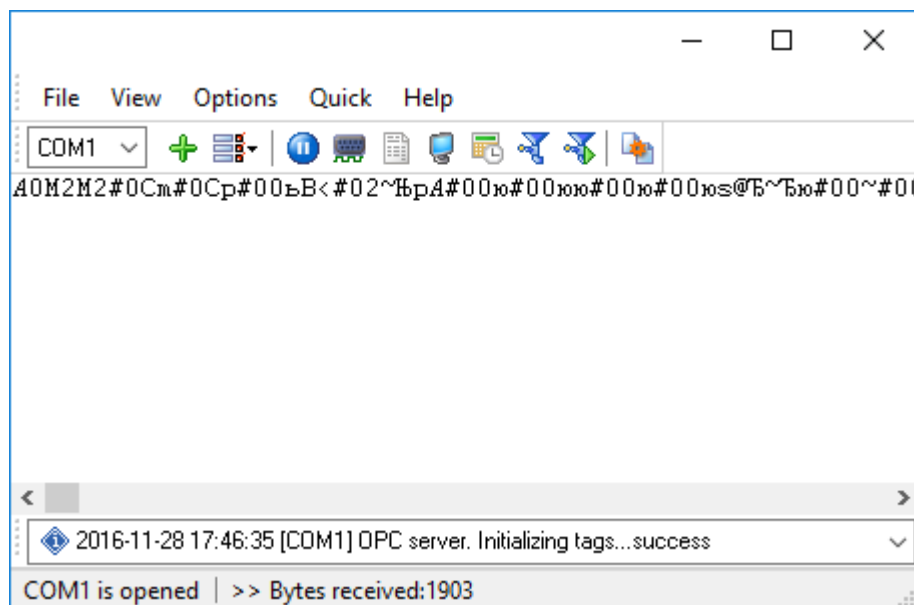 File View Options Quick Help
COM1
A0M2M2#0Cm#0Cp#00ьB<#02~ЊpA#00ю#00юю#00ю#00юs@Ђ~Ђю#00~#0
2016-11-28 17:46:35 [COM1] OPC server. Initializing tags...success
COM1 is opened | >> Bytes received:1903